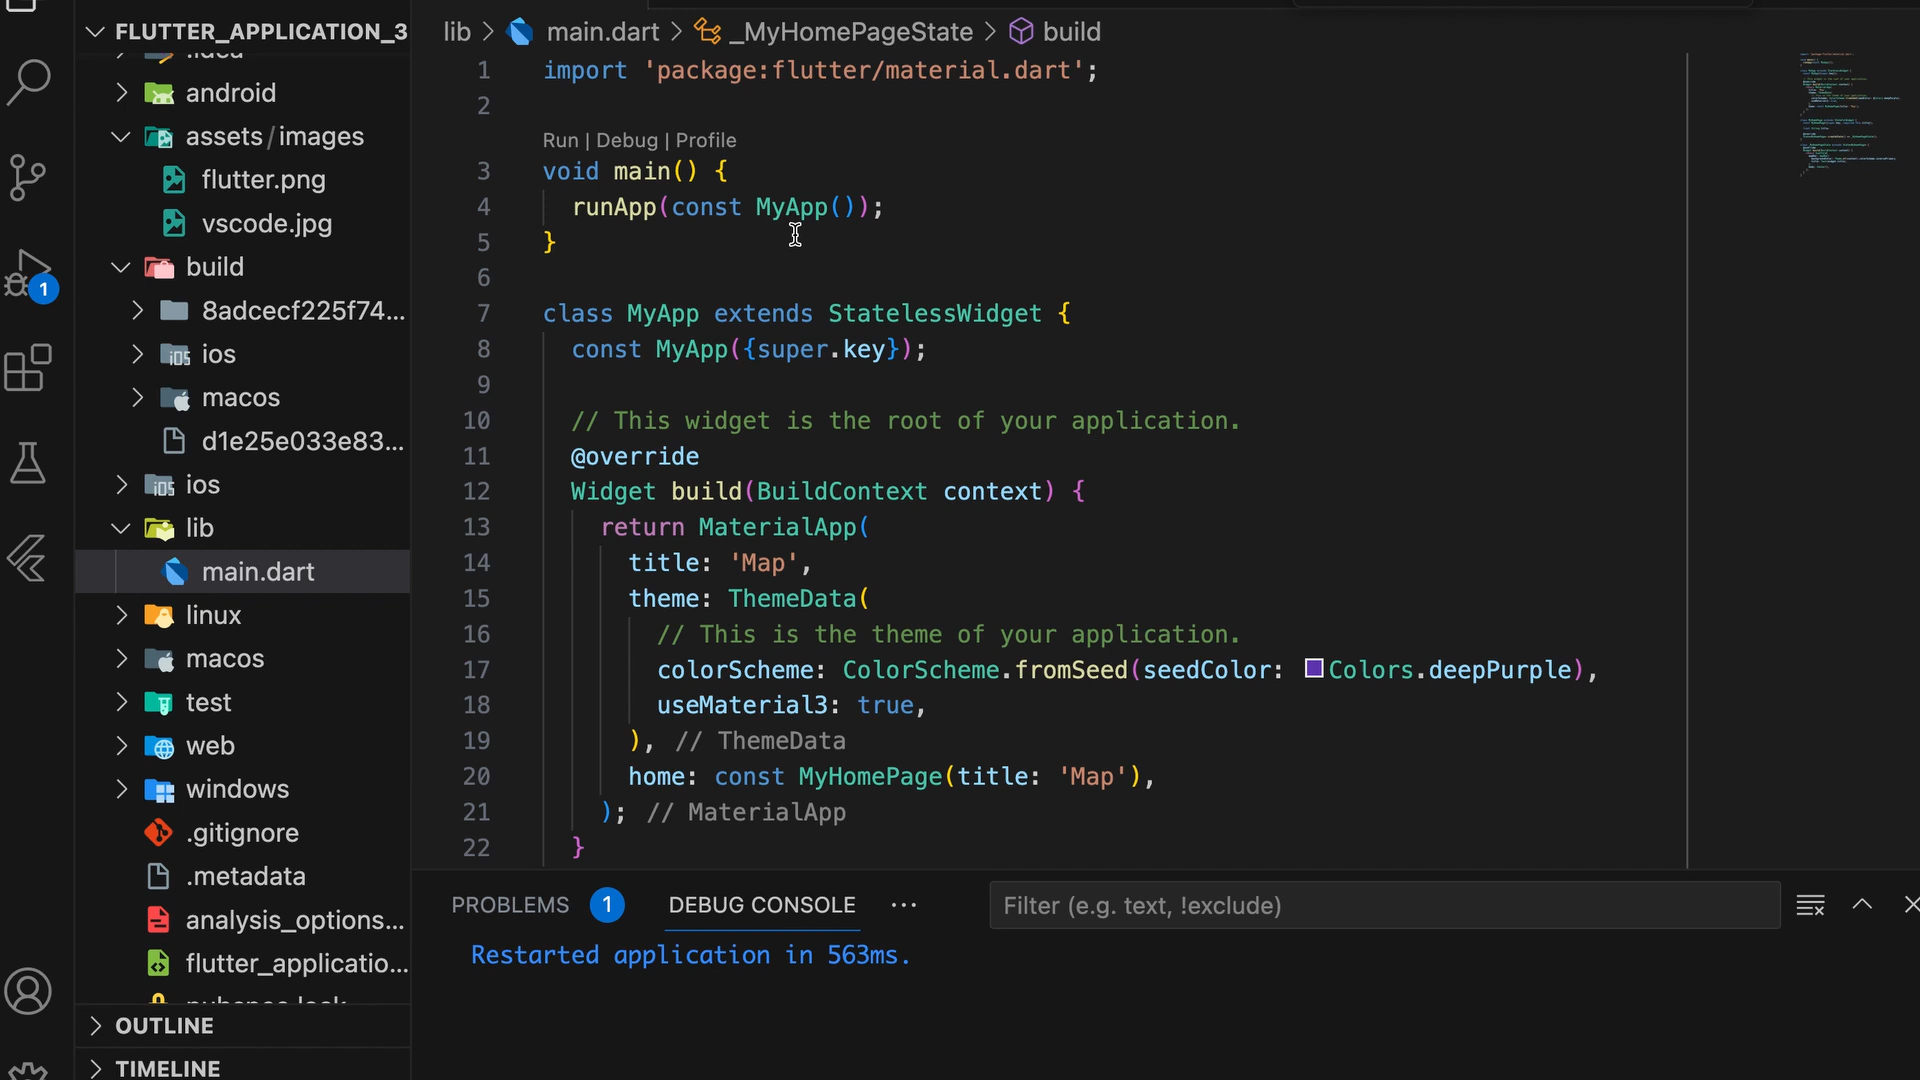 FLUTTER_APPLICATION_3
.idea
android
assets/images
flutter.png
vscode.jpg
build
8adcecf225f74...
ios
macos
d1e25e033e83...
ios
lib
main.dart
linux
macos
test
web
windows
.gitignore
.metadata
analysis_options...
flutter_applicatio...
pubspec.lock
OUTLINE
TIMELINE
1
lib > main.dart > _MyHomePageState > build
1 import 'package:flutter/material.dart';
2
Run | Debug | Profile
3 void main() {
4 runApp(const MyApp());
5 }
6
7 class MyApp extends StatelessWidget {
8 const MyApp({super.key});
9
10 // This widget is the root of your application.
11 @override
12 Widget build(BuildContext context) {
13 return MaterialApp(
14 title: 'Map',
15 theme: ThemeData(
16 // This is the theme of your application.
17 colorScheme: ColorScheme.fromSeed(seedColor: Colors.deepPurple),
18 useMaterial3: true,
19 ), // ThemeData
20 home: const MyHomePage(title: 'Map'),
21 ); // MaterialApp
22 }
PROBLEMS 1 DEBUG CONSOLE ... Filter (e.g. text, !exclude)
Restarted application in 563ms.